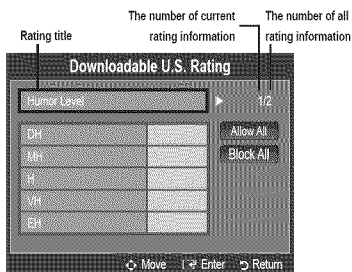 The number of current
rating information
The number of all
rating information
Rating title
Downloadable U.S. Rating
Humor Level
1/2
DH
MH
H
VH
EH
Allow All
Block All
Move Enter Return